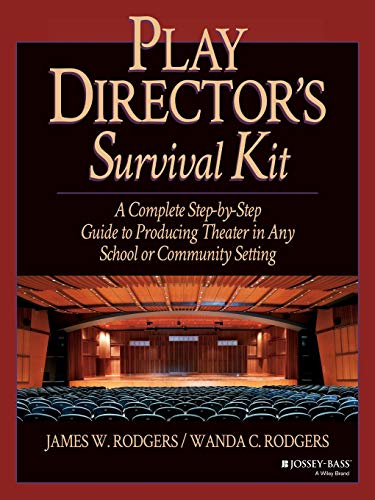 PLAY
DIRECTOR'S
Survival Kit
A Complete Step-by-Step
Guide to Producing Theater in Any
School or Community Setting
JAMES W. RODGERS / WANDA C. RODGERS
JOSSEY-BASS
A Wiley Brand